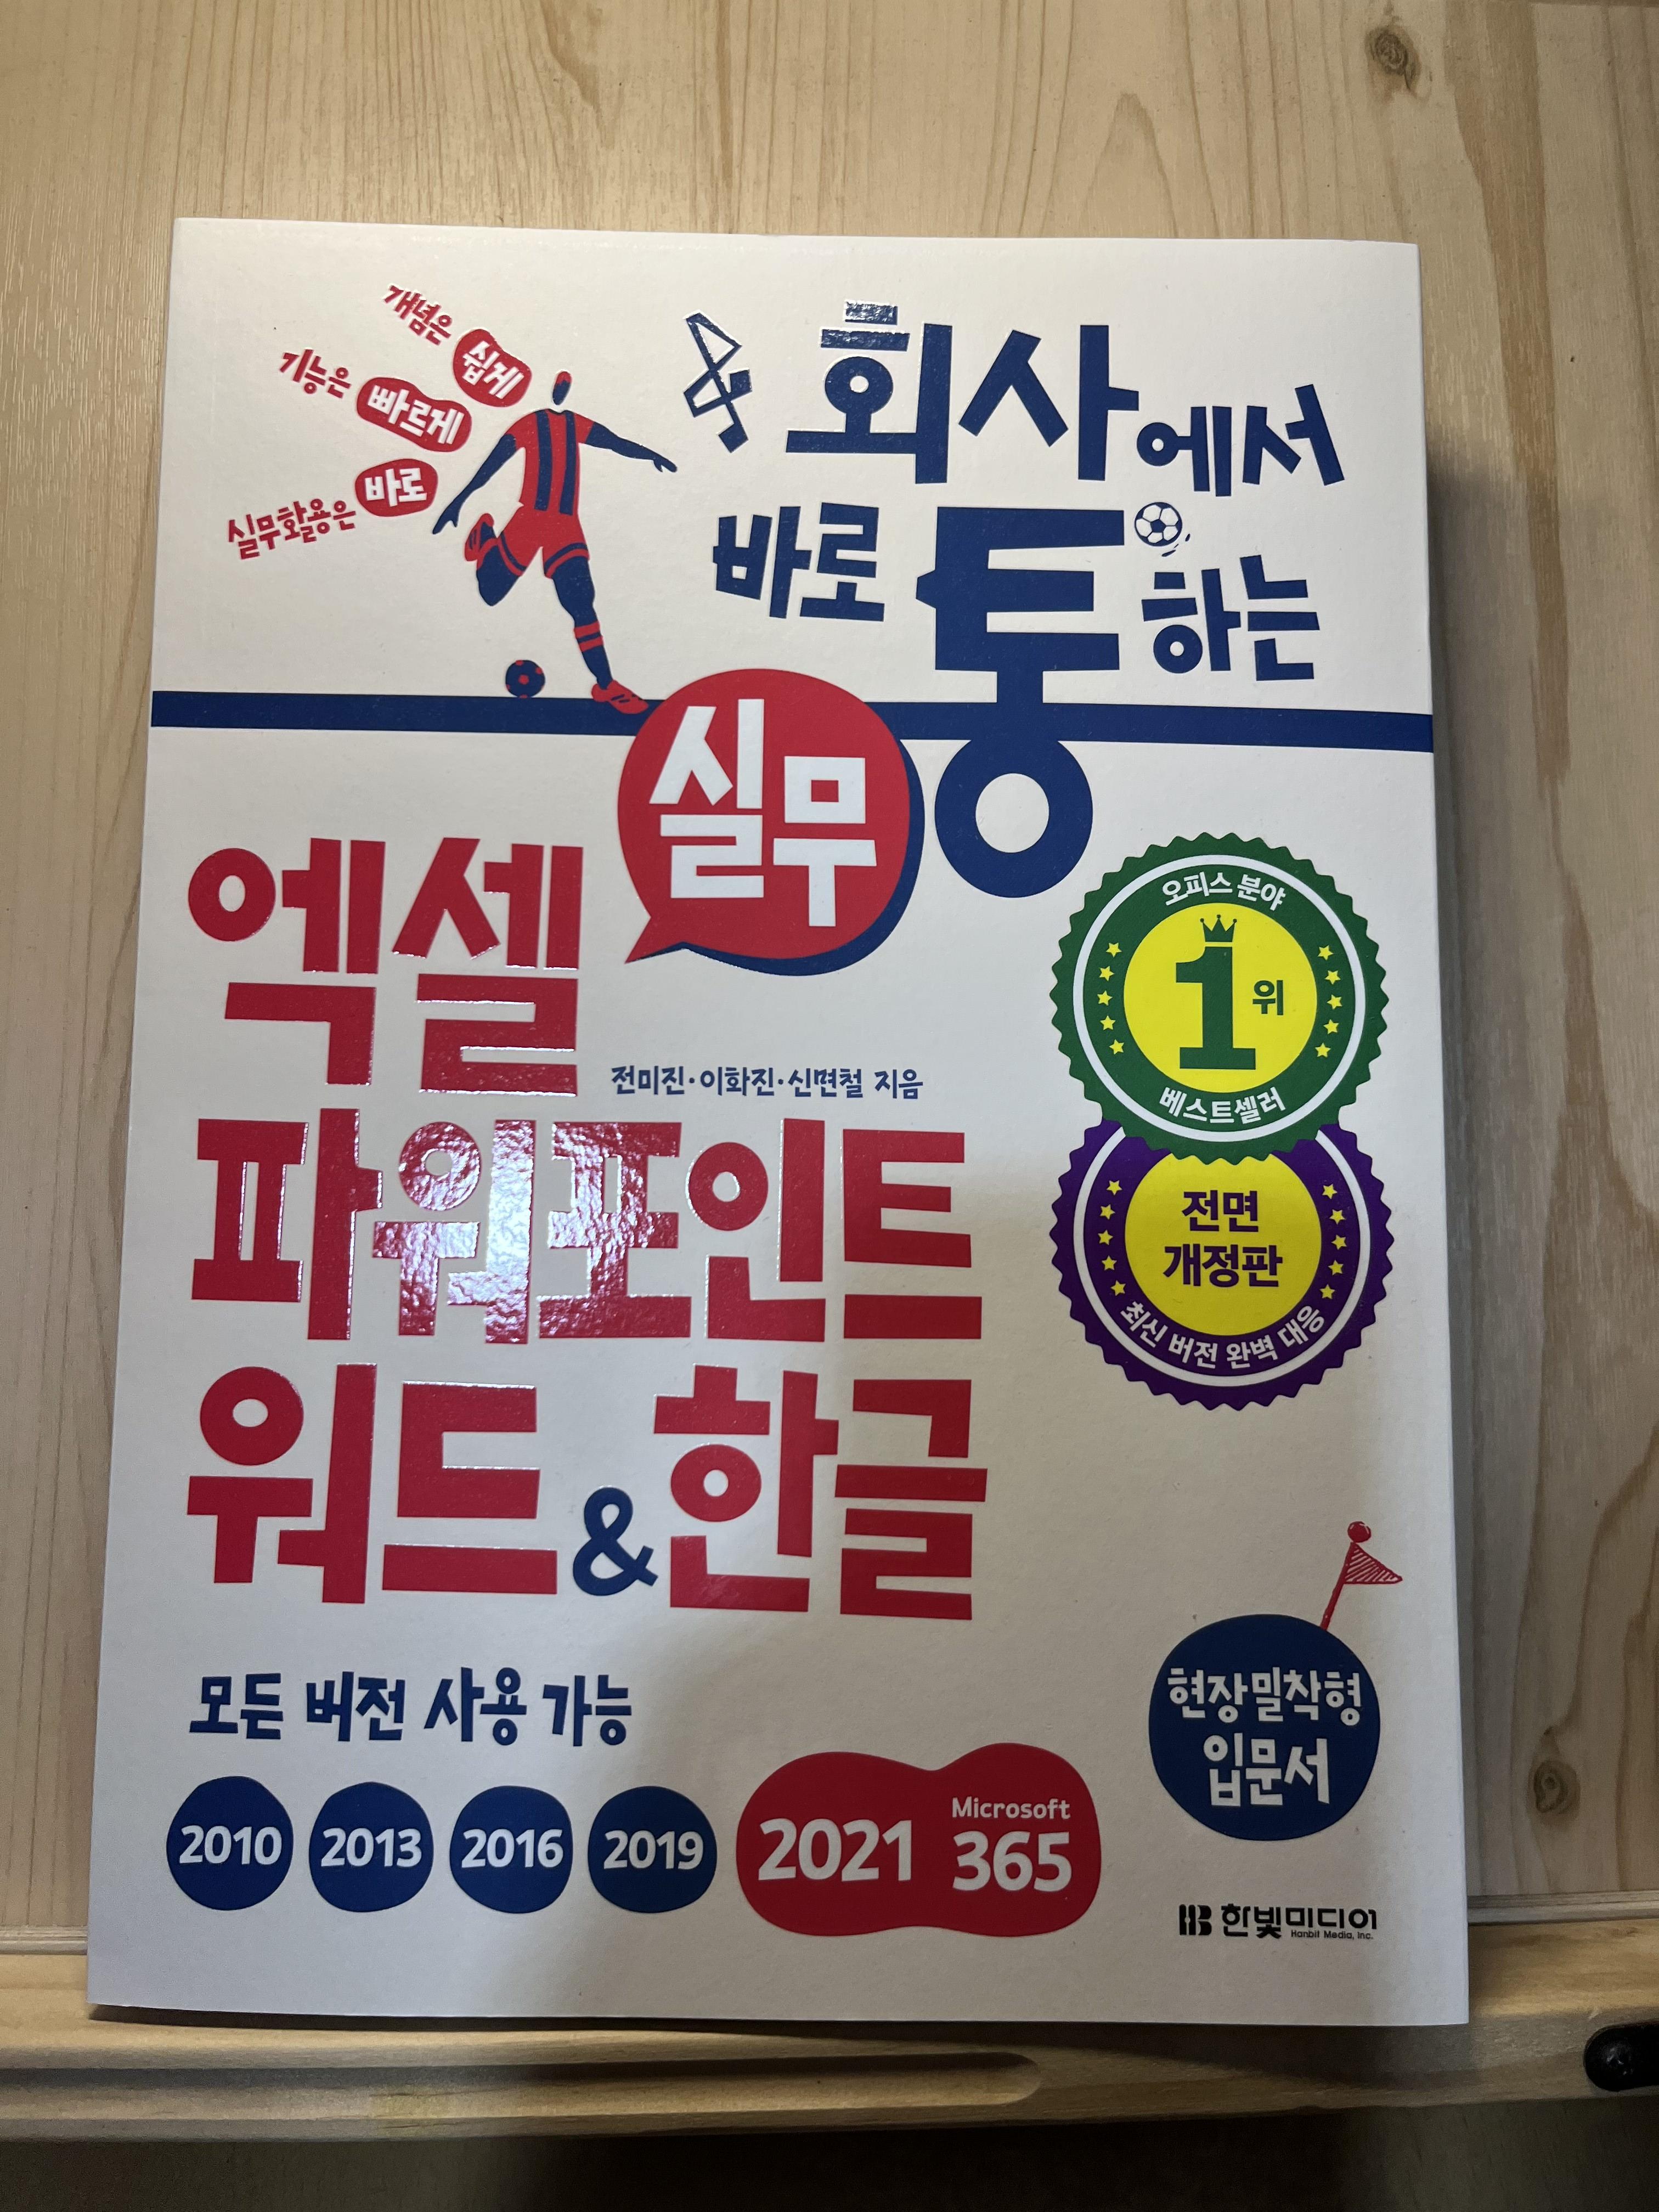 개념은 쉽게
기능은 빠르게
실무활용은 바로
회사에서
바로 통하는
실무
엑셀
전미진·이화진·신면철 지음
파워포인트
워드&한글
오피스 분야
1위
베스트셀러
전면
개정판
최신 버전 완벽 대응
모든 버전 사용 가능
2010 2013 2016 2019 2021 Microsoft 365
현장밀착형
입문서
한빛미디어
Hanbit Media, Inc.